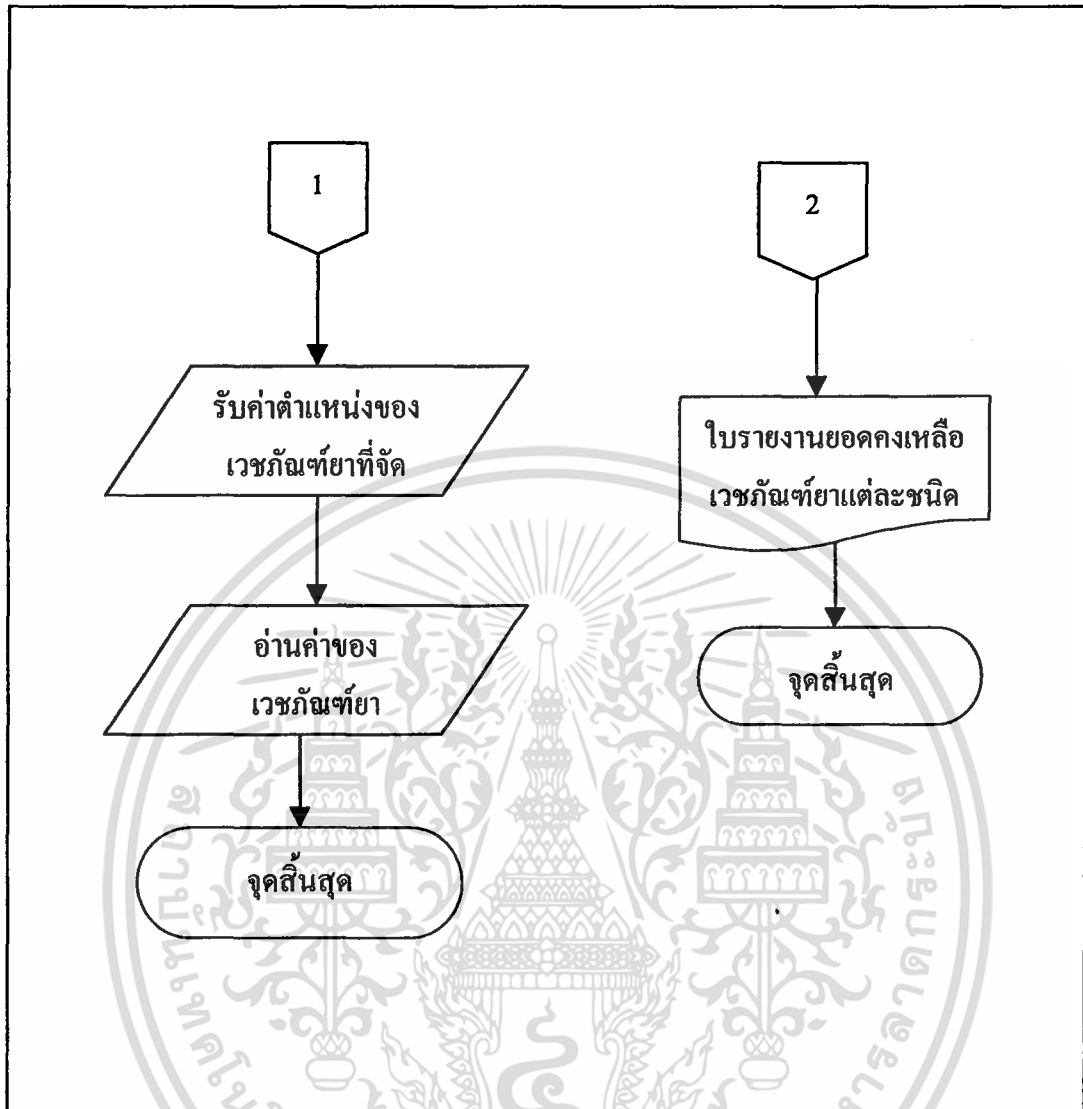 1
รับค่าตำแหน่งของ
เวชภัณฑ์ยาที่จัด
อ่านค่าของ
เวชภัณฑ์ยา
จุดสิ้นสุด
2
ใบรายงานยอดคงเหลือ
เวชภัณฑ์ยาแต่ละชนิด
จุดสิ้นสุด